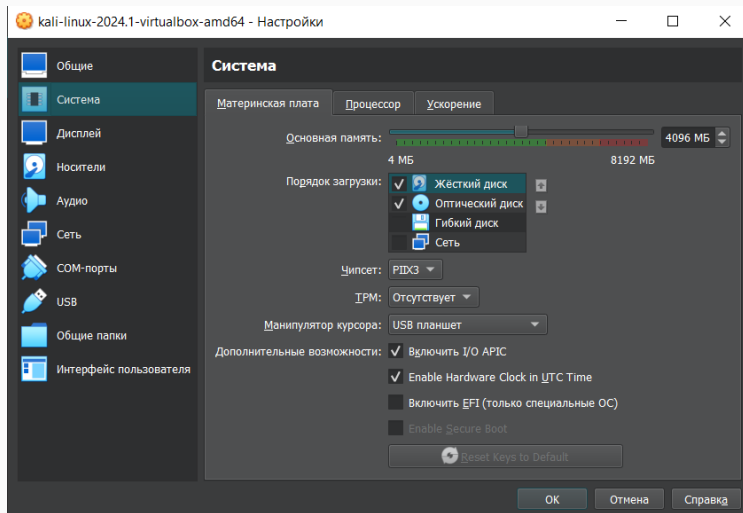 kali-linux-2024.1-virtualbox-amd64 - Настройки
Общие
Система
Дисплей
Носители
Аудио
Сеть
COM-порты
USB
Общие папки
Интерфейс пользователя
Система
Материнская плата Процессор Ускорение
Основная память: 4096 МБ
4 МБ 8192 МБ
Порядок загрузки: Жёсткий диск
Оптический диск
Гибкий диск
Сеть
Чипсет: PIIX3
TPM: Отсутствует
Манипулятор курсора: USB планшет
Дополнительные возможности: Включить I/O APIC
Enable Hardware Clock in UTC Time
Включить EFI (только специальные ОС)
Enable Secure Boot
Reset Keys to Default
ОК Отмена Справка